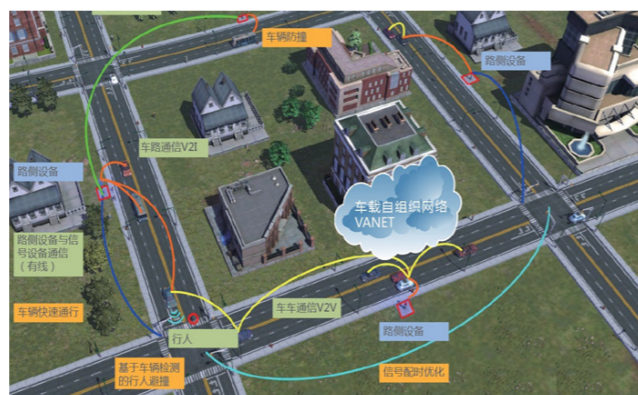 车辆防撞
路侧设备
车路通信V2I
路侧设备
车载自组织网络
VANET
路侧设备与信
号设备通信
（有线）
车辆快速通行
车车通信V2V
行人
路侧设备
基于车辆检测
的行人避撞
信号配时优化